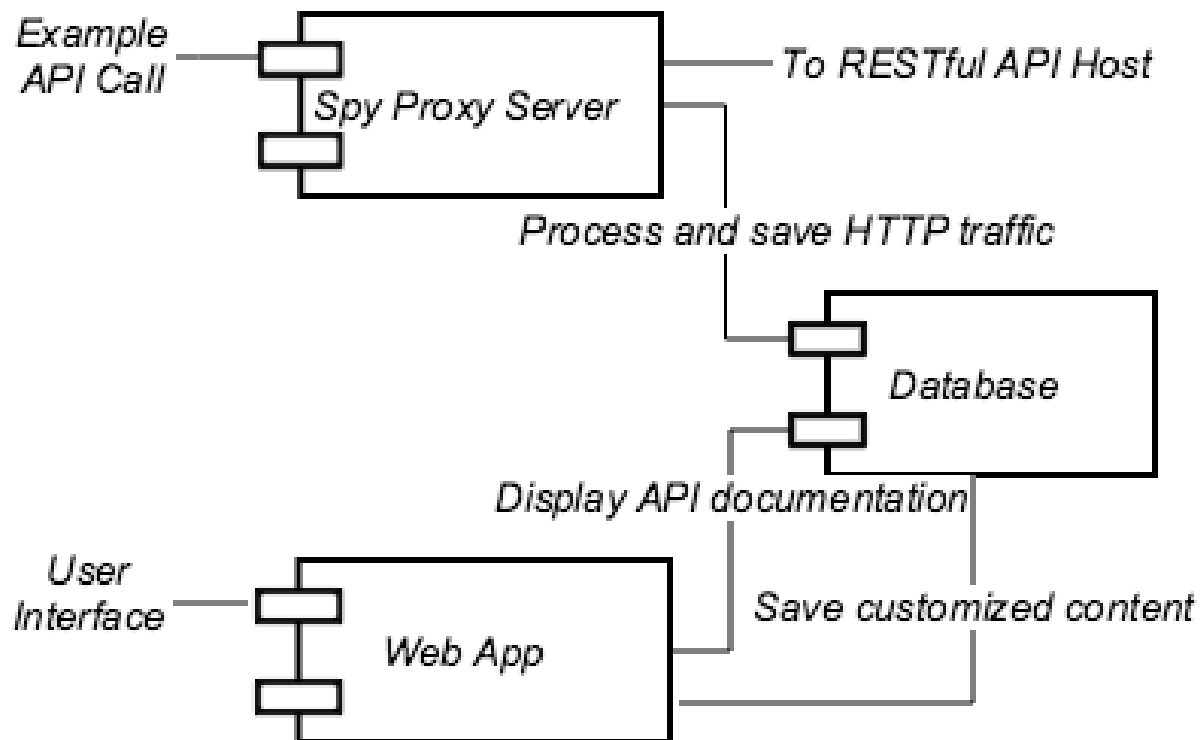 Example
API Call
To RESTful API Host
Spy Proxy Server
Process and save HTTP traffic
Database
Display API documentation
User
Interface
Save customized content
Web App